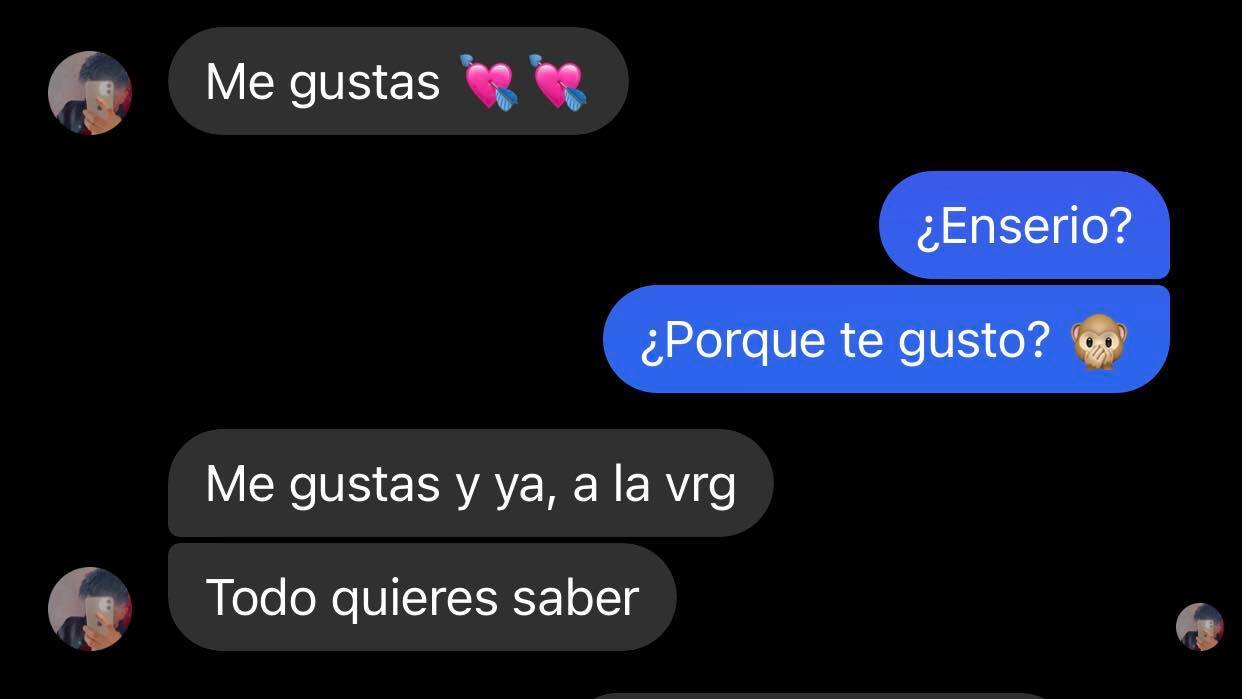 Me gustas 💘💘
¿Enserio?
¿Porque te gusto? 🙊
Me gustas y ya, a la vrg
Todo quieres saber